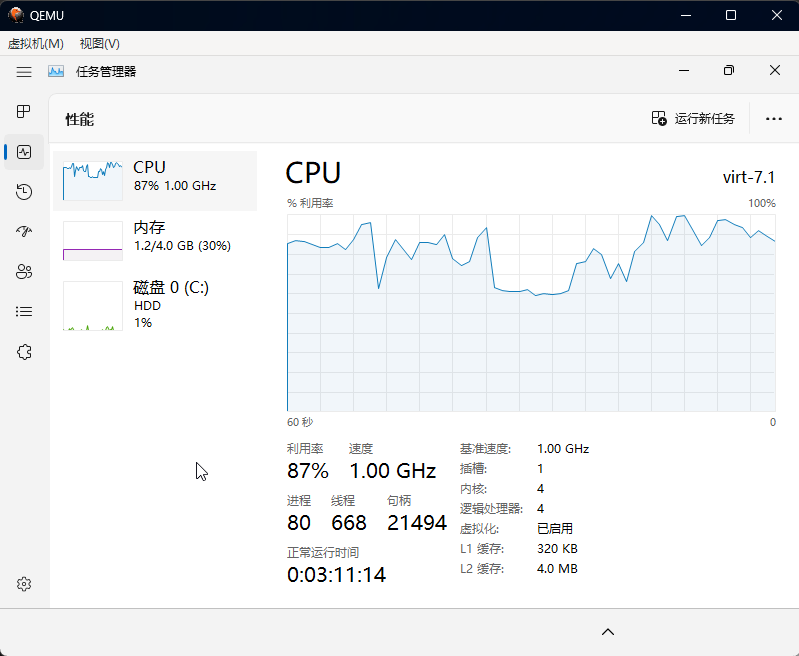 QEMU
虚拟机(M) 视图(V)
任务管理器
性能
运行新任务
CPU
87% 1.00 GHz
内存
1.2/4.0 GB (30%)
磁盘 0 (C:)
HDD
1%
CPU
virt-7.1
% 利用率
100%
60 秒
0
利用率 速度
87% 1.00 GHz
进程 线程 句柄
80 668 21494
正常运行时间
0:03:11:14
基准速度: 1.00 GHz
插槽: 1
内核: 4
逻辑处理器: 4
虚拟化: 已启用
L1 缓存: 320 KB
L2 缓存: 4.0 MB